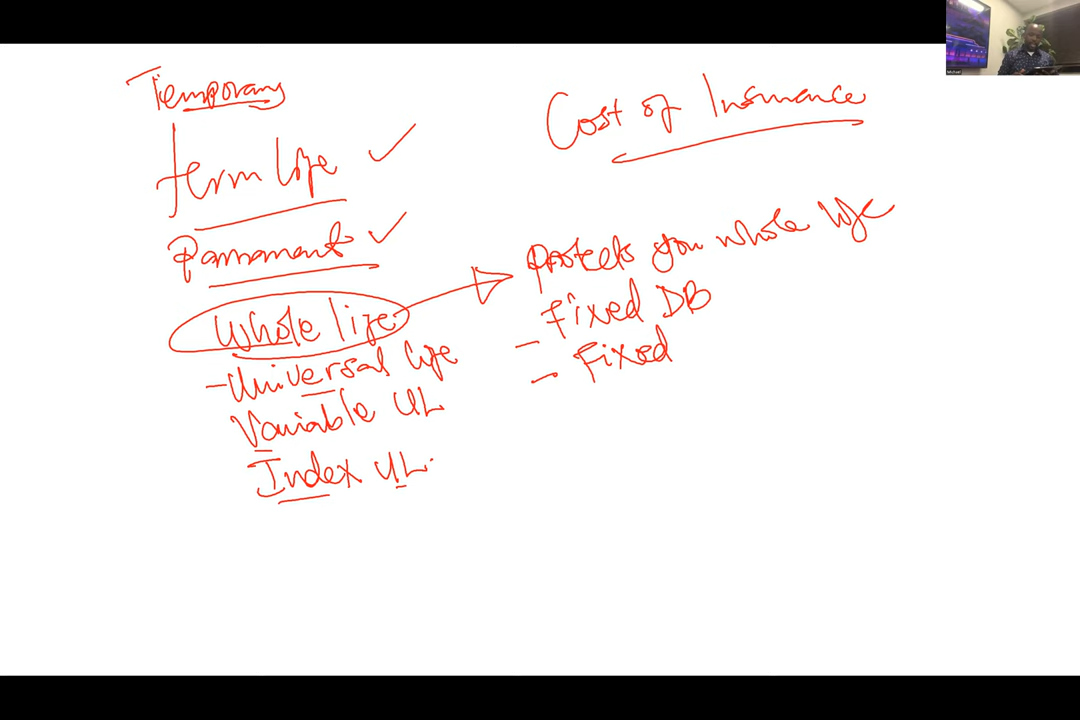 Temporary
Term Life
Permanent
Whole life
- Universal life
Variable UL
Index UL.
Cost of Insurance
Protects you whole life
- Fixed DB
- Fixed